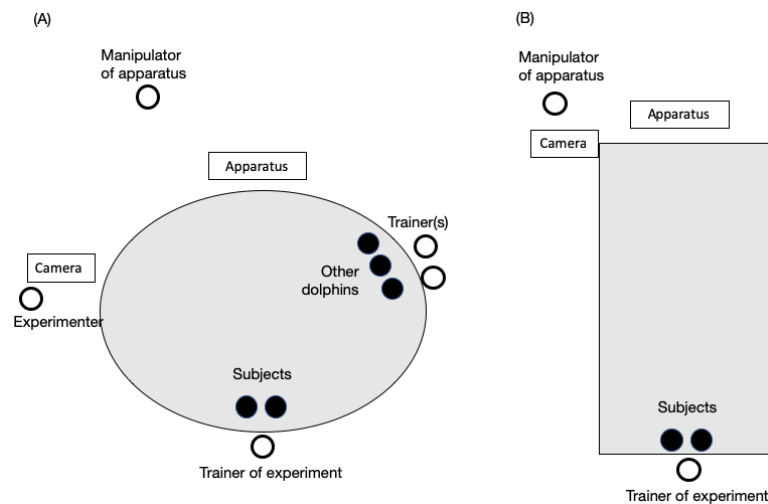 (A)
Manipulator
of apparatus
Apparatus
Trainer(s)
Other
dolphins
Camera
Experimenter
Subjects
Trainer of experiment
(B)
Manipulator
of apparatus
Apparatus
Camera
Subjects
Trainer of experiment